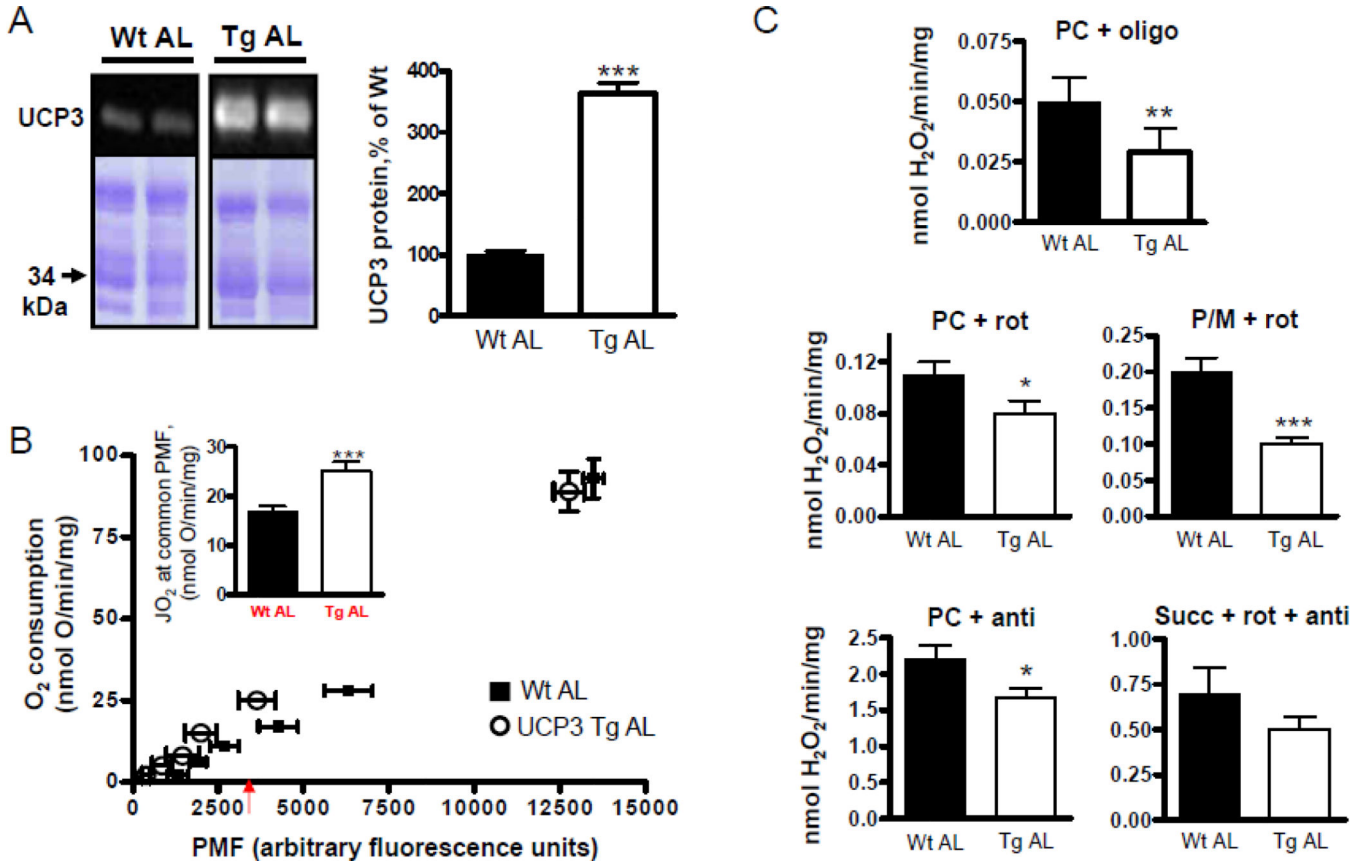 A
Wt AL Tg AL
UCP3
34
kDa
UCP3 protein,% of Wt
400
300
200
100
0
***
Wt AL Tg AL
B
O2 consumption
(nmol O/min/mg)
100
75
50
25
0
JO2 at common PMF,
(nmol O/min/mg)
30
20
10
0
***
Wt AL Tg AL
Wt AL
UCP3 Tg AL
0 2500 5000 7500 10000 12500 15000
PMF (arbitrary fluorescence units)
C
PC + oligo
nmol H2O2/min/mg
0.075
0.050
0.025
0.000
**
Wt AL Tg AL
PC + rot
nmol H2O2/min/mg
0.12
0.08
0.04
0.00
*
Wt AL Tg AL
P/M + rot
0.25
0.20
0.15
0.10
0.05
0.00
***
Wt AL Tg AL
PC + anti
nmol H2O2/min/mg
2.5
2.0
1.5
1.0
0.5
0.0
*
Wt AL Tg AL
Succ + rot + anti
1.00
0.75
0.50
0.25
0.00
Wt AL Tg AL